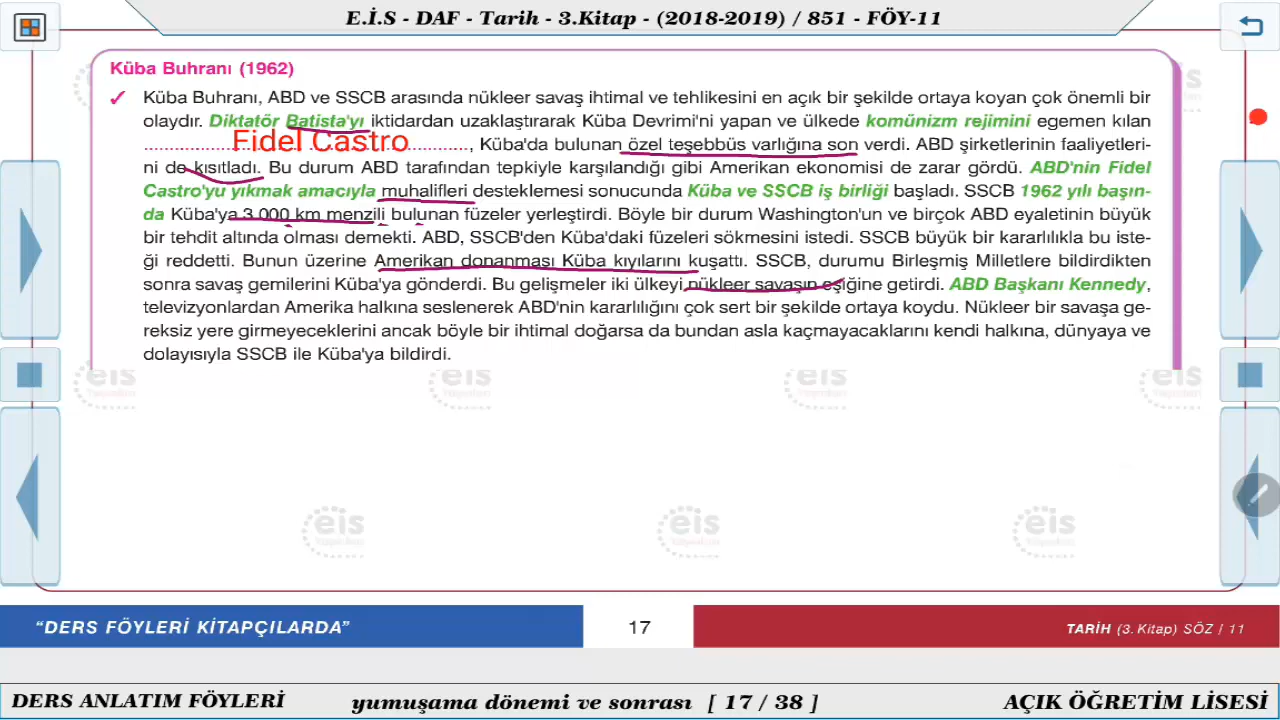 E.İ.S - DAF - Tarih - 3.Kitap - (2018-2019) / 851 - FÖY-11
Küba Buhranı (1962)
✓ Küba Buhranı, ABD ve SSCB arasında nükleer savaş ihtimal ve tehlikesini en açık bir şekilde ortaya koyan çok önemli bir
olaydır. Diktatör Batista'yı iktidardan uzaklaştırarak Küba Devrimi'ni yapan ve ülkede komünizm rejimini egemen kılan
Fidel Castro, Küba'da bulunan özel teşebbüs varlığına son verdi. ABD şirketlerinin faaliyetleri-
ni de kısıtladı. Bu durum ABD tarafından tepkiyle karşılandığı gibi Amerikan ekonomisi de zarar gördü. ABD'nin Fidel
Castro'yu yıkmak amacıyla muhalifleri desteklemesi sonucunda Küba ve SSCB iş birliği başladı. SSCB 1962 yılı başın-
da Küba'ya 3.000 km menzili bulunan füzeler yerleştirdi. Böyle bir durum Washington'un ve birçok ABD eyaletinin büyük
bir tehdit altında olması demekti. ABD, SSCB'den Küba'daki füzeleri sökmesini istedi. SSCB büyük bir kararlılıkla bu iste-
ği reddetti. Bunun üzerine Amerikan donanması Küba kıyılarını kuşattı. SSCB, durumu Birleşmiş Milletlere bildirdikten
sonra savaş gemilerini Küba'ya gönderdi. Bu gelişmeler iki ülkeyi nükleer savaşın eşiğine getirdi. ABD Başkanı Kennedy,
televizyonlardan Amerika halkına seslenerek ABD'nin kararlılığını çok sert bir şekilde ortaya koydu. Nükleer bir savaşa ge-
reksiz yere girmeyeceklerini ancak böyle bir ihtimal doğarsa da bundan asla kaçmayacaklarını kendi halkına, dünyaya ve
dolayısıyla SSCB ile Küba'ya bildirdi.
eis eis eis eis
eis eis eis
"DERS FÖYLERİ KİTAPÇILARDA"
17
TARİH (3. Kitap) SÖZ / 11
DERS ANLATIM FÖYLERİ
yumuşama dönemi ve sonrası [ 17 / 38 ]
AÇIK ÖĞRETİM LİSESİ